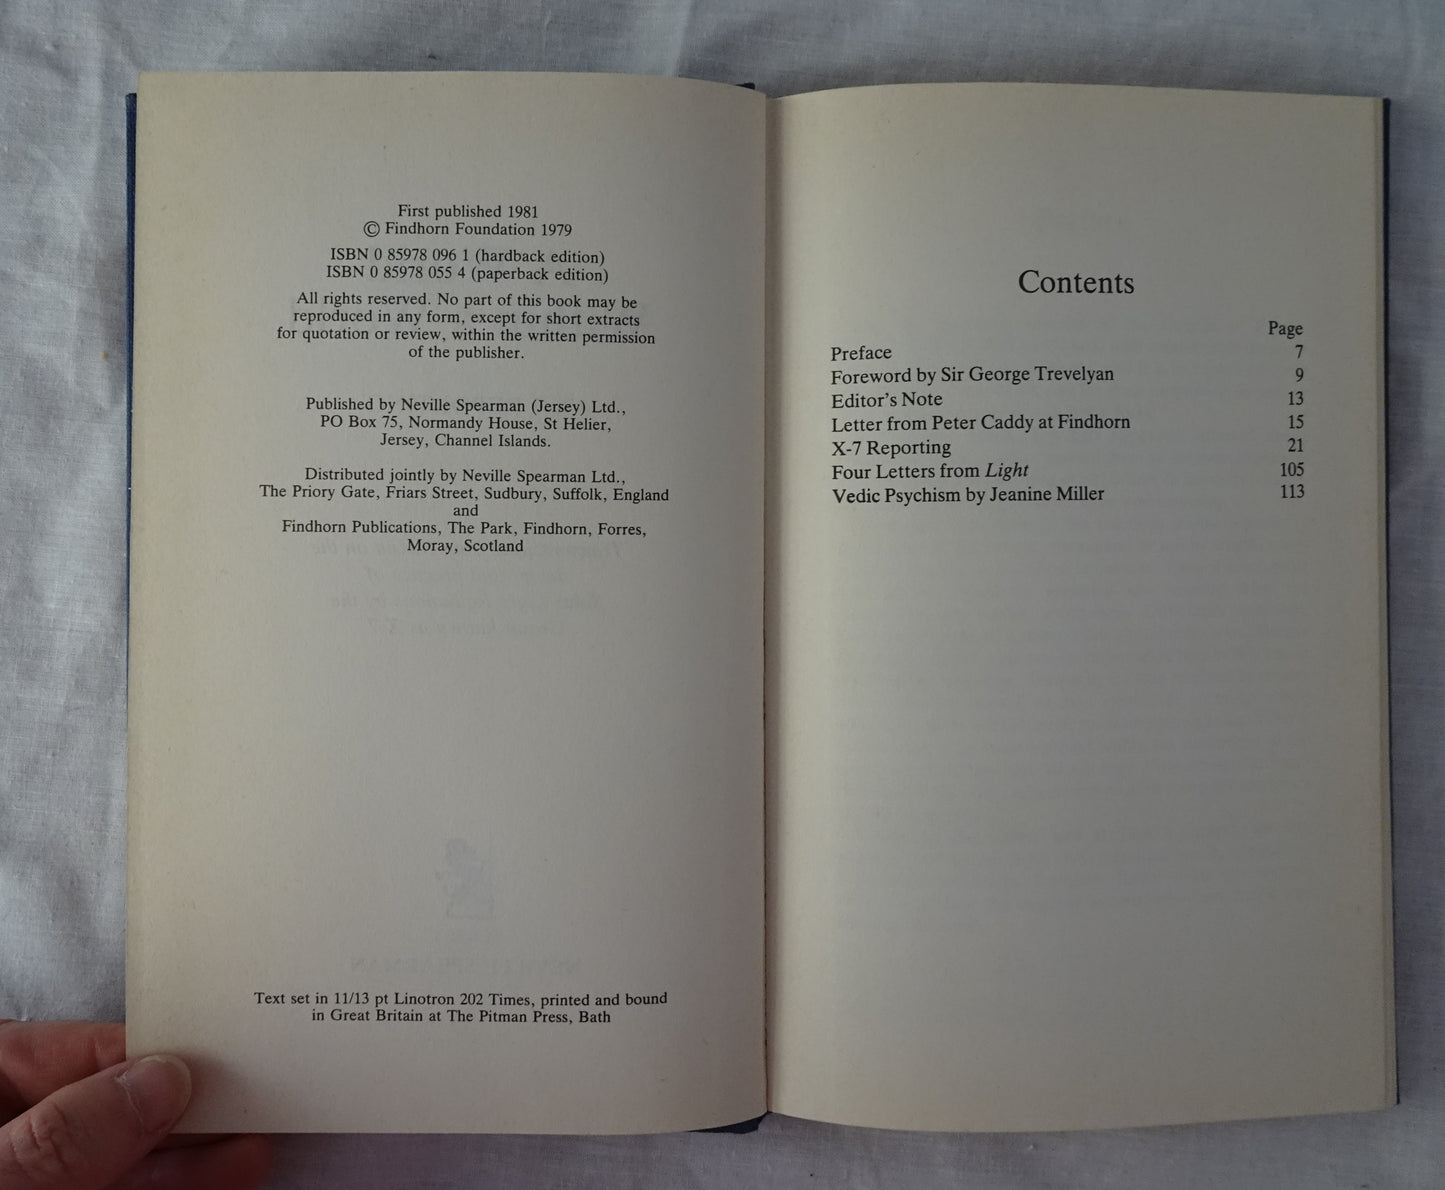 First published 1981
© Findhorn Foundation 1979
ISBN 0 85978 096 1 (hardback edition)
ISBN 0 85978 055 4 (paperback edition)
All rights reserved. No part of this book may be
reproduced in any form, except for short extracts
for quotation or review, within the written permission
of the publisher.
Published by Neville Spearman (Jersey) Ltd.,
PO Box 75, Normandy House, St Helier,
Jersey, Channel Islands.
Distributed jointly by Neville Spearman Ltd.,
The Priory Gate, Friars Street, Sudbury, Suffolk, England
and
Findhorn Publications, The Park, Findhorn, Forres,
Moray, Scotland
Text set in 11/13 pt Linotron 202 Times, printed and bound
in Great Britain at The Pitman Press, Bath
Contents
Page
Preface 7
Foreword by Sir George Trevelyan 9
Editor's Note 13
Letter from Peter Caddy at Findhorn 15
X-7 Reporting 21
Four Letters from Light 105
Vedic Psychism by Jeanine Miller 113